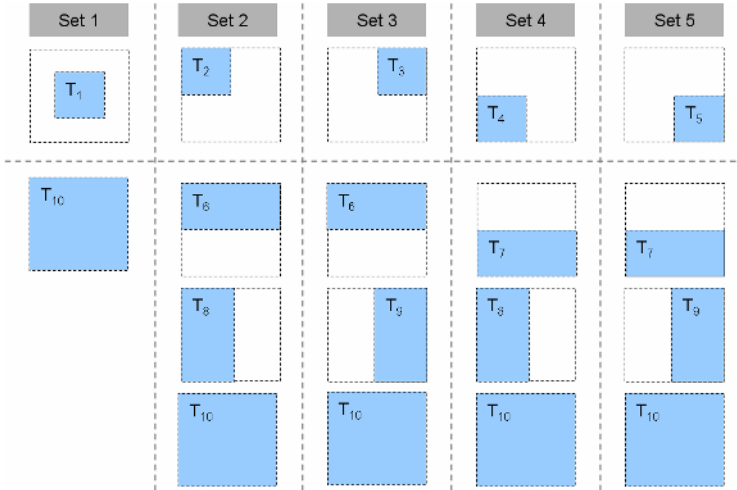 Set 1 Set 2 Set 3 Set 4 Set 5
T1 T2 T3 T4 T5
T10 T6 T6 T7 T7
T8 T9 T8 T9
T10 T10 T10 T10